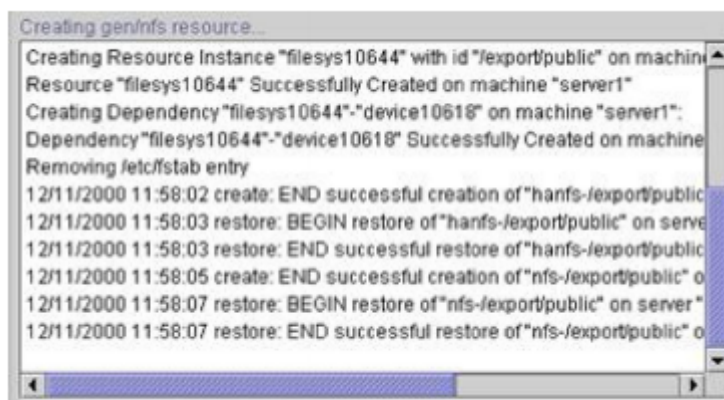 Creating gen/nfs resource...
Creating Resource Instance "filesys10644" with id "/export/public" on machin
Resource "filesys10644" Successfully Created on machine "server1"
Creating Dependency "filesys10644"-"device10618" on machine "server1":
Dependency "filesys10644"-"device10618" Successfully Created on machine
Removing /etc/fstab entry
12/11/2000 11:58:02 create: END successful creation of "hanfs-/export/public
12/11/2000 11:58:03 restore: BEGIN restore of "hanfs-/export/public" on serve
12/11/2000 11:58:03 restore: END successful restore of "hanfs-/export/public
12/11/2000 11:58:05 create: END successful creation of "nfs-/export/public" o
12/11/2000 11:58:07 restore: BEGIN restore of "nfs-/export/public" on server "
12/11/2000 11:58:07 restore: END successful restore of "nfs-/export/public" o